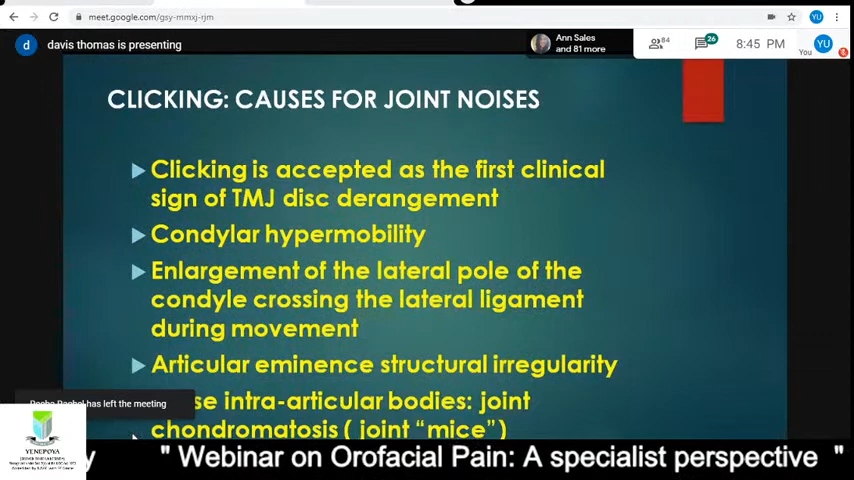 meet.google.com/gsy-mmxj-rjm
YU
d davis thomas is presenting
Ann Sales
and 81 more
84
26
8:45 PM
You
YU
CLICKING: CAUSES FOR JOINT NOISES
Clicking is accepted as the first clinical
sign of TMJ disc derangement
Condylar hypermobility
Enlargement of the lateral pole of the
condyle crossing the lateral ligament
during movement
Articular eminence structural irregularity
se intra-articular bodies: joint
chondromatosis ( joint “mice”)
has left the meeting
YENEPOYA
y " Webinar on Orofacial Pain: A specialist perspective "